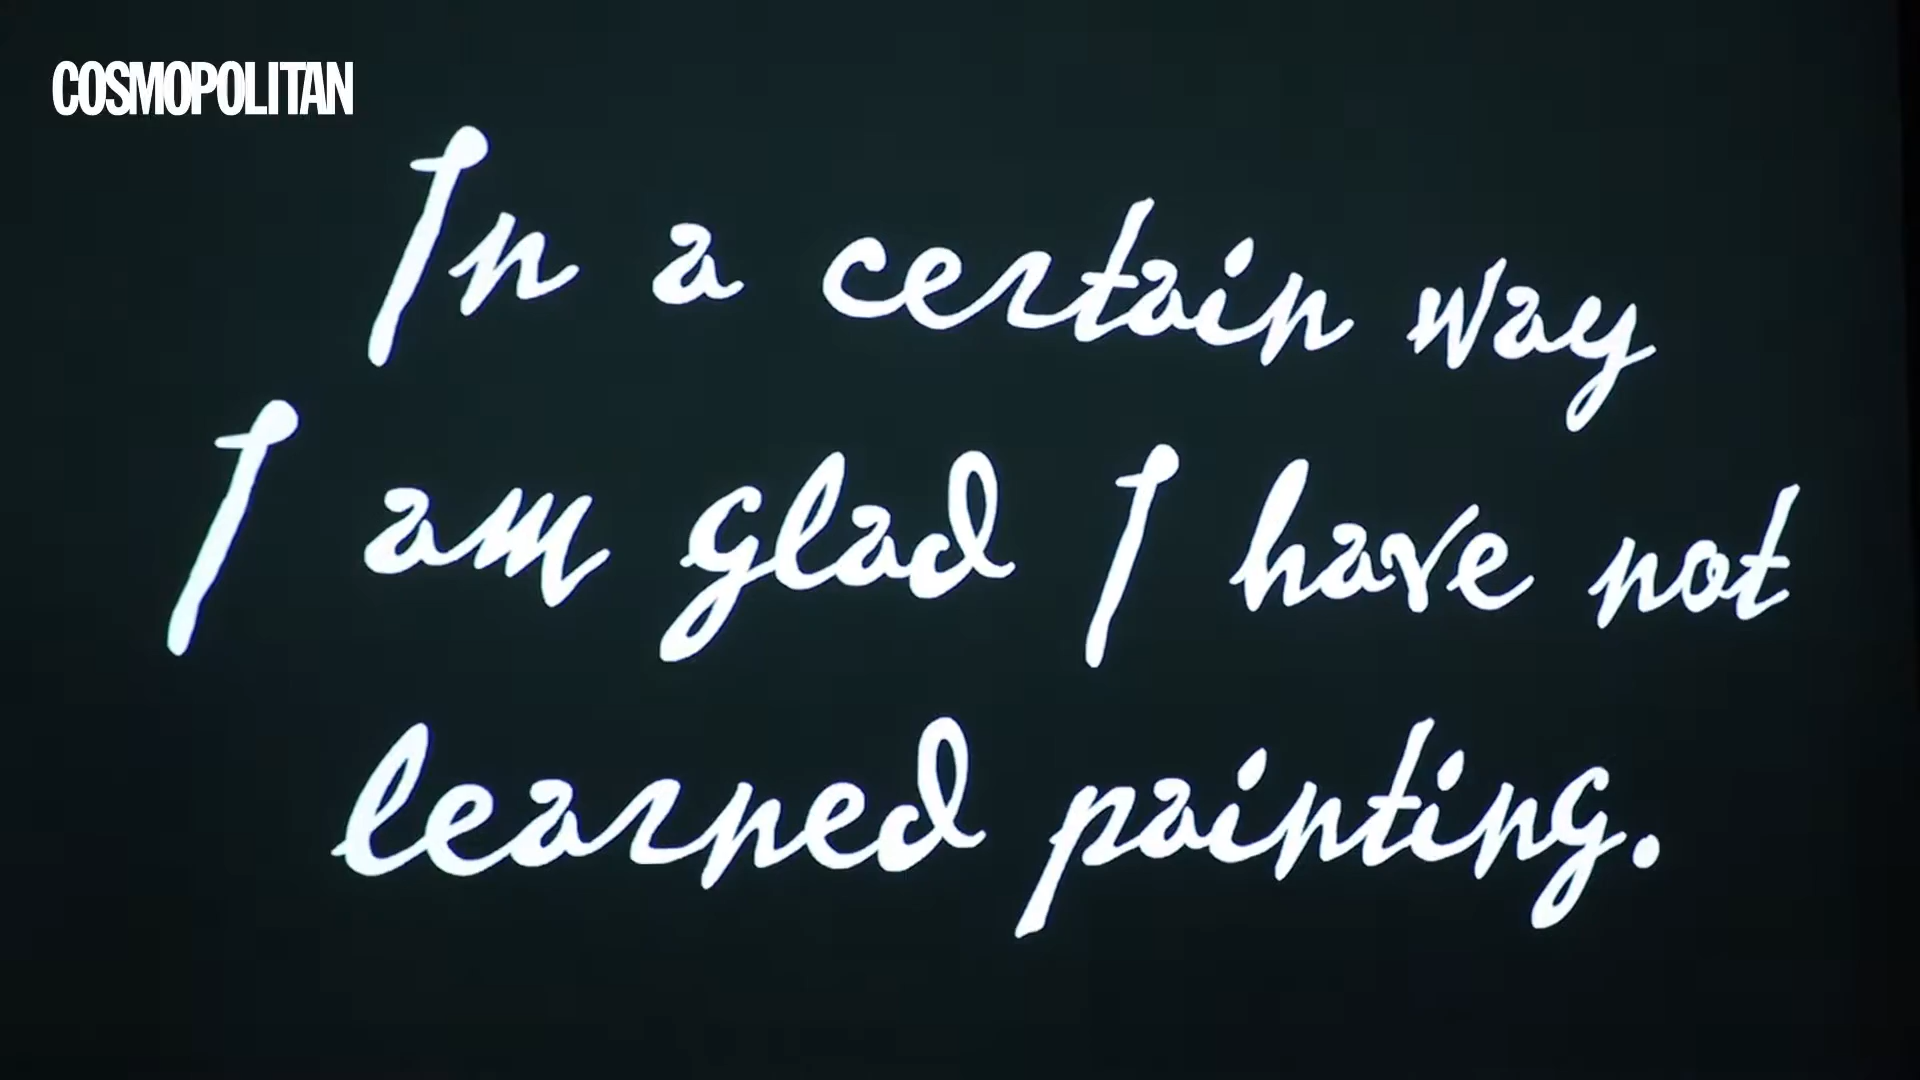 COSMOPOLITAN
In a certain way
I am glad I have not
learned painting.